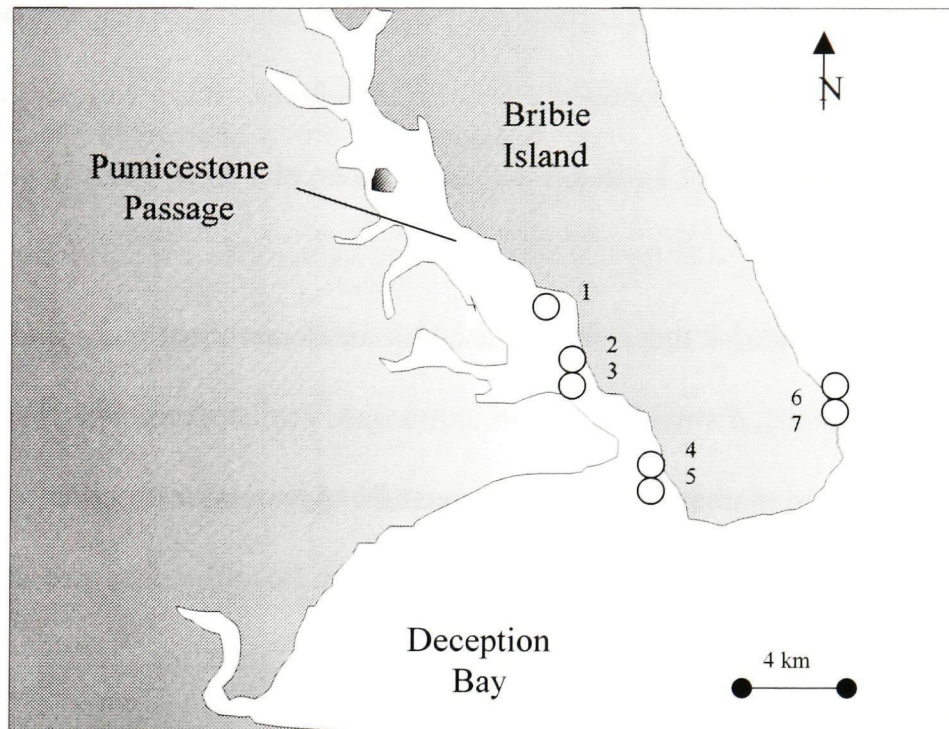 N
Bribie
Island
Pumicestone
Passage
1
2
3
4
5
6
7
Deception
Bay
4 km